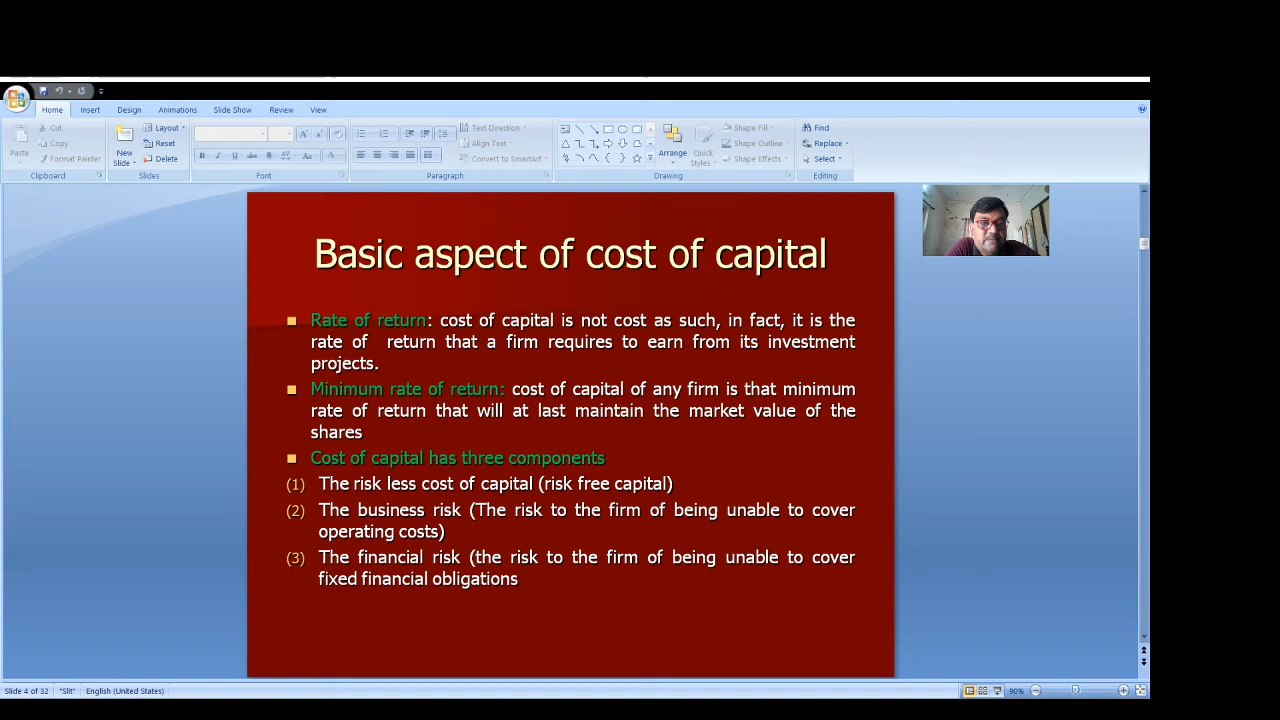 Home Insert Design Animations Slide Show Review View
Cut Layout Text Direction Shape Fill Find
Copy Reset Align Text Shape Outline Replace
Paste Format Painter New Slide Delete Convert to SmartArt Arrange Quick Styles Shape Effects Select
Clipboard Slides Font Paragraph Drawing Editing
Basic aspect of cost of capital
Rate of return: cost of capital is not cost as such, in fact, it is the
rate of return that a firm requires to earn from its investment
projects.
Minimum rate of return: cost of capital of any firm is that minimum
rate of return that will at last maintain the market value of the
shares
Cost of capital has three components
(1) The risk less cost of capital (risk free capital)
(2) The business risk (The risk to the firm of being unable to cover
operating costs)
(3) The financial risk (the risk to the firm of being unable to cover
fixed financial obligations
Slide 4 of 32 "Slit" English (United States) 90%